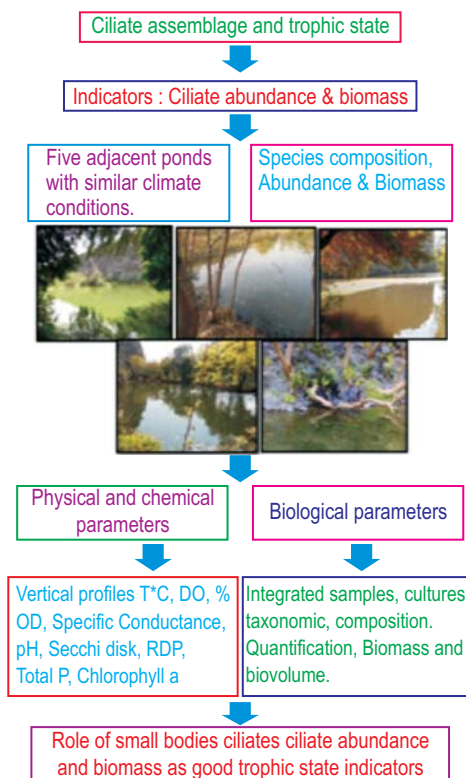 Ciliate assemblage and trophic state
Indicators : Ciliate abundance & biomass
Five adjacent ponds
with similar climate
conditions.
Species composition,
Abundance & Biomass
Physical and chemical
parameters
Biological parameters
Vertical profiles T*C, DO, %
OD, Specific Conductance,
pH, Secchi disk, RDP,
Total P, Chlorophyll a
Integrated samples, cultures
taxonomic, composition.
Quantification, Biomass and
biovolume.
Role of small bodies ciliates ciliate abundance
and biomass as good trophic state indicators